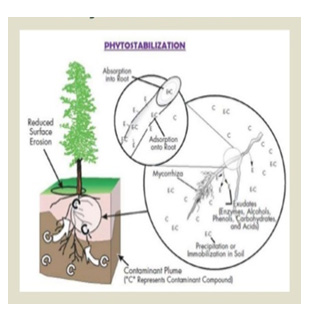 PHYTOSTABILIZATION
Absorption
into Root
Reduced
Surface
Erosion
Adsorption
onto Root
Mycorrhiza
Exudates
(Enzymes, Alcohols,
Phenols, Carbohydrates,
and Acids)
Precipitation or
Immobilization in Soil
Contaminant Plume
("C" Represents Contaminant Compound)